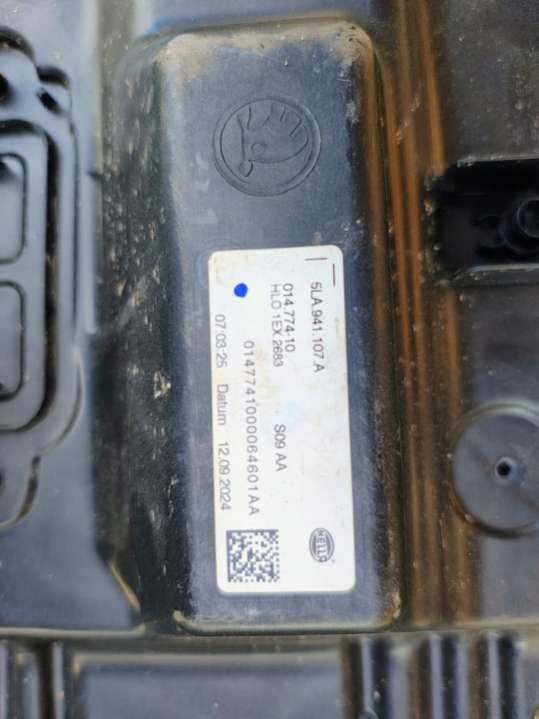 5LA.941.107.A
014.774-10
HLO 1EX 2683
S09 AA
01477410000064601AA
07:03:25 Datum 12.09.2024
HELLA